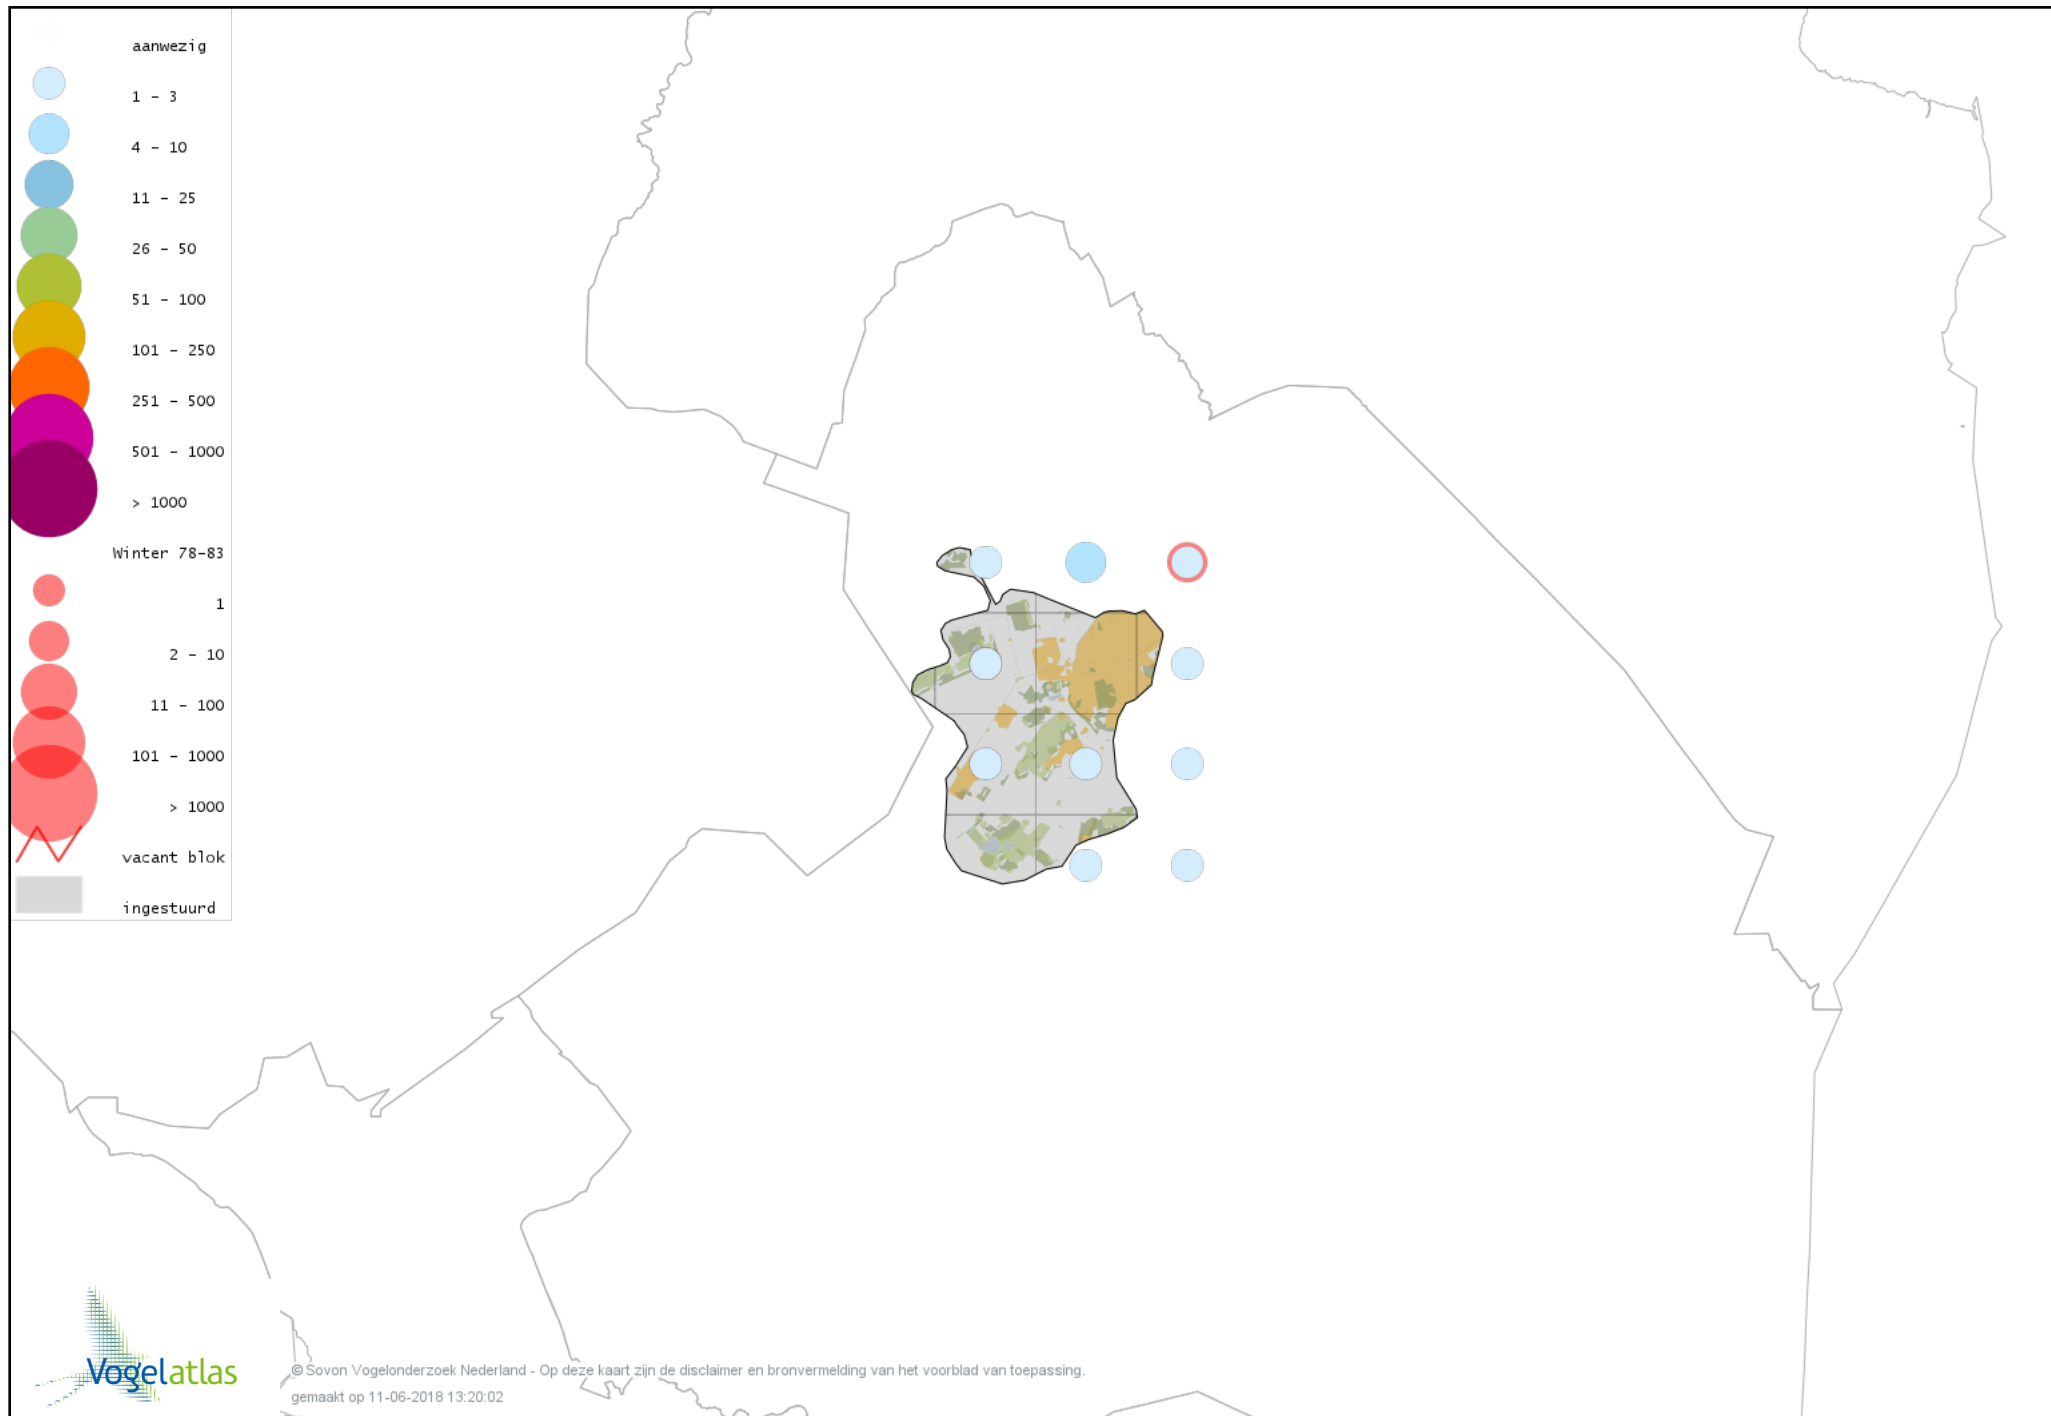 aanwezig
1 - 3
4 - 10
11 - 25
26 - 50
51 - 100
101 - 250
251 - 500
501 - 1000
> 1000
Winter 78-83
1
2 - 10
11 - 100
101 - 1000
> 1000
vacant blok
ingestuurd
Vogelatlas
© Sovon Vogelonderzoek Nederland - Op deze kaart zijn de disclaimer en bronvermelding van het voorblad van toepassing.
gemaakt op 11-06-2018 13:20:02